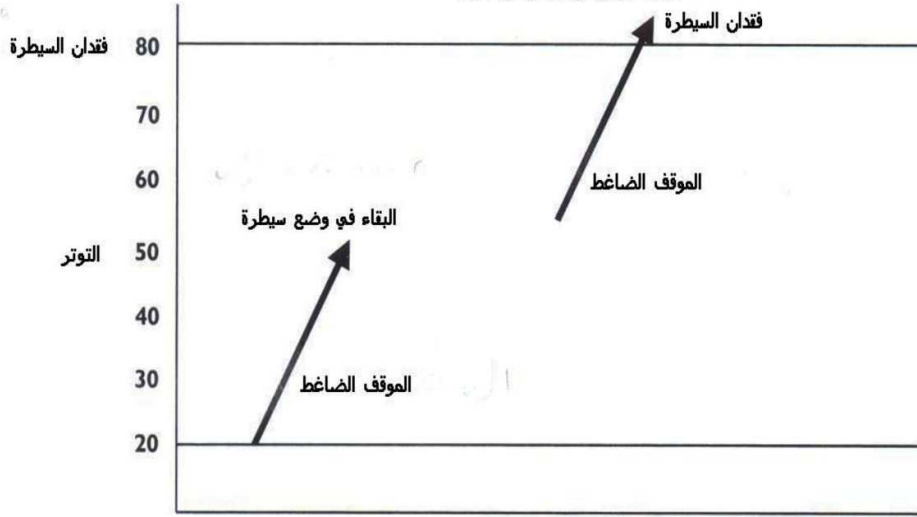 فقدان السيطرة
فقدان السيطرة 80
70
60
الموقف الضاغط
البقاء في وضع سيطرة
التوتر 50
40
30
الموقف الضاغط
20